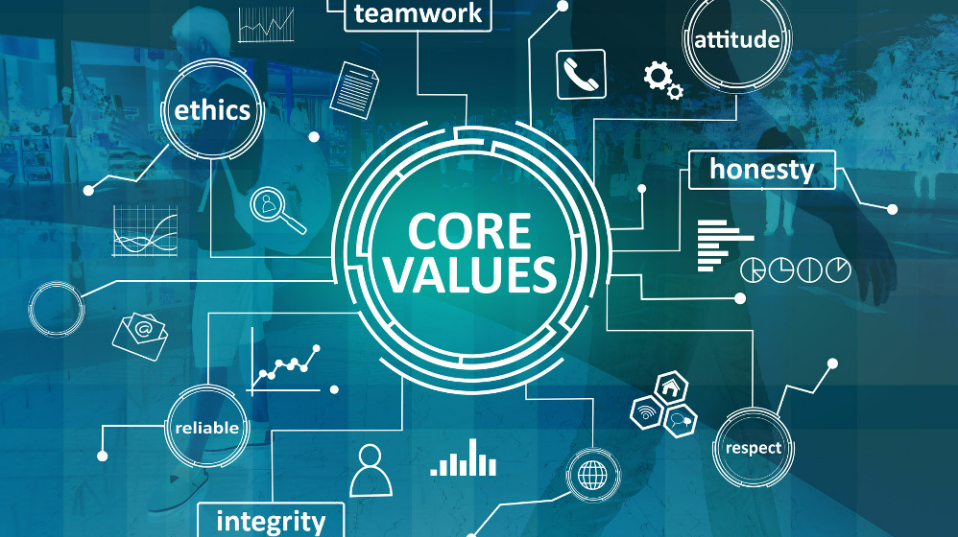 teamwork
attitude
ethics
honesty
CORE
VALUES
reliable
respect
integrity